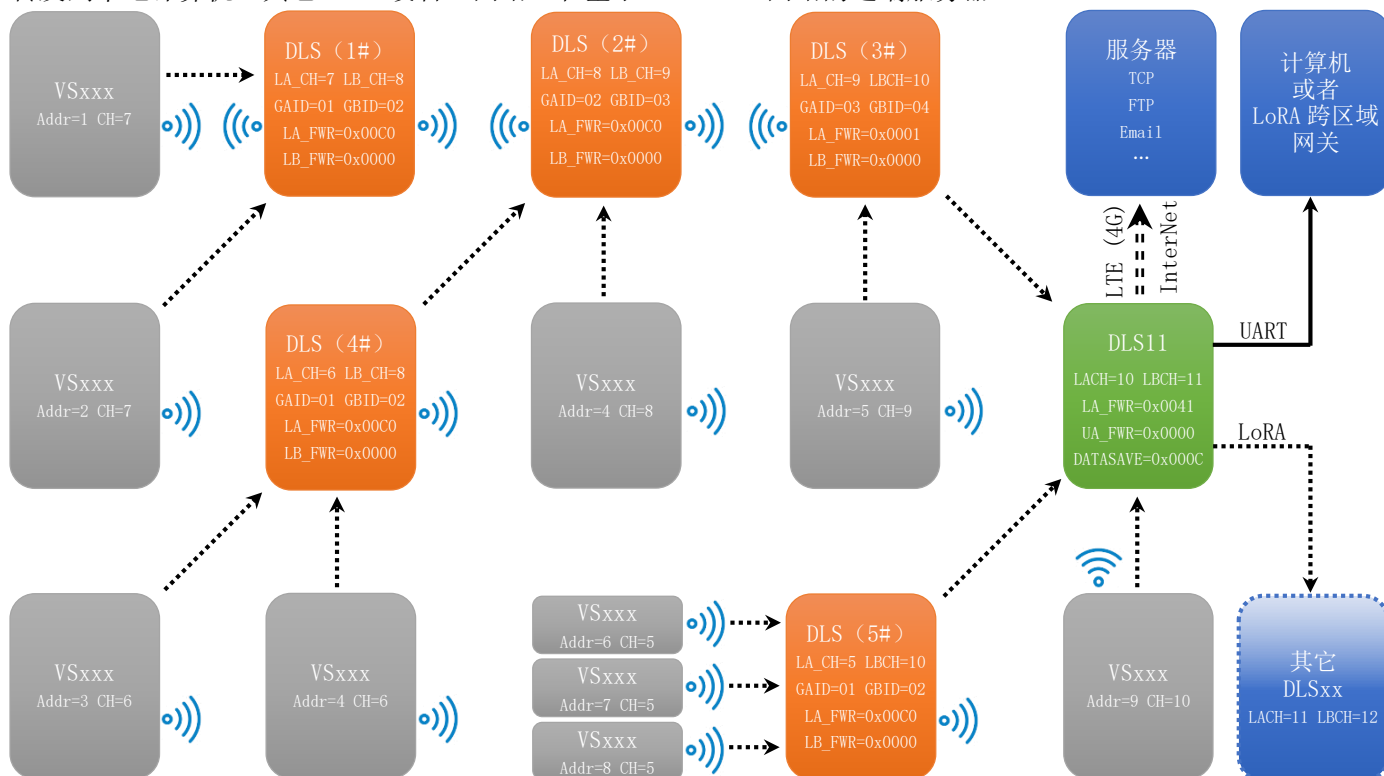 VSxxx
Addr=1 CH=7
DLS (1#)
LA_CH=7 LB_CH=8
GAID=01 GBID=02
LA_FWR=0x00C0
LB_FWR=0x0000
DLS (2#)
LA_CH=8 LB_CH=9
GAID=02 GBID=03
LA_FWR=0x00C0
LB_FWR=0x0000
DLS (3#)
LA_CH=9 LBCH=10
GAID=03 GBID=04
LA_FWR=0x0001
LB_FWR=0x0000
服务器
TCP
FTP
Email
...
计算机
或者
LoRA 跨区域
网关
LTE (4G)
InterNet
VSxxx
Addr=2 CH=7
DLS (4#)
LA_CH=6 LB_CH=8
GAID=01 GBID=02
LA_FWR=0x00C0
LB_FWR=0x0000
VSxxx
Addr=4 CH=8
VSxxx
Addr=5 CH=9
DLS11
LACH=10 LBCH=11
LA_FWR=0x0041
UA_FWR=0x0000
DATASAVE=0x000C
UART
LoRA
VSxxx
Addr=3 CH=6
VSxxx
Addr=4 CH=6
VSxxx
Addr=6 CH=5
VSxxx
Addr=7 CH=5
VSxxx
Addr=8 CH=5
DLS (5#)
LA_CH=5 LBCH=10
GAID=01 GBID=02
LA_FWR=0x00C0
LB_FWR=0x0000
VSxxx
Addr=9 CH=10
其它
DLSxx
LACH=11 LBCH=12